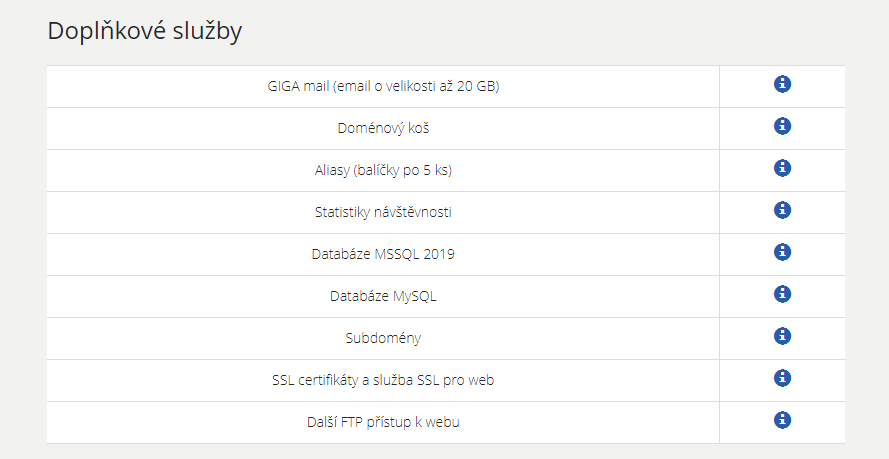 Doplňkové služby
GIGA mail (email o velikosti až 20 GB)
Doménový koš
Aliasy (balíčky po 5 ks)
Statistiky návštěvnosti
Databáze MSSQL 2019
Databáze MySQL
Subdomény
SSL certifikáty a služba SSL pro web
Další FTP přístup k webu